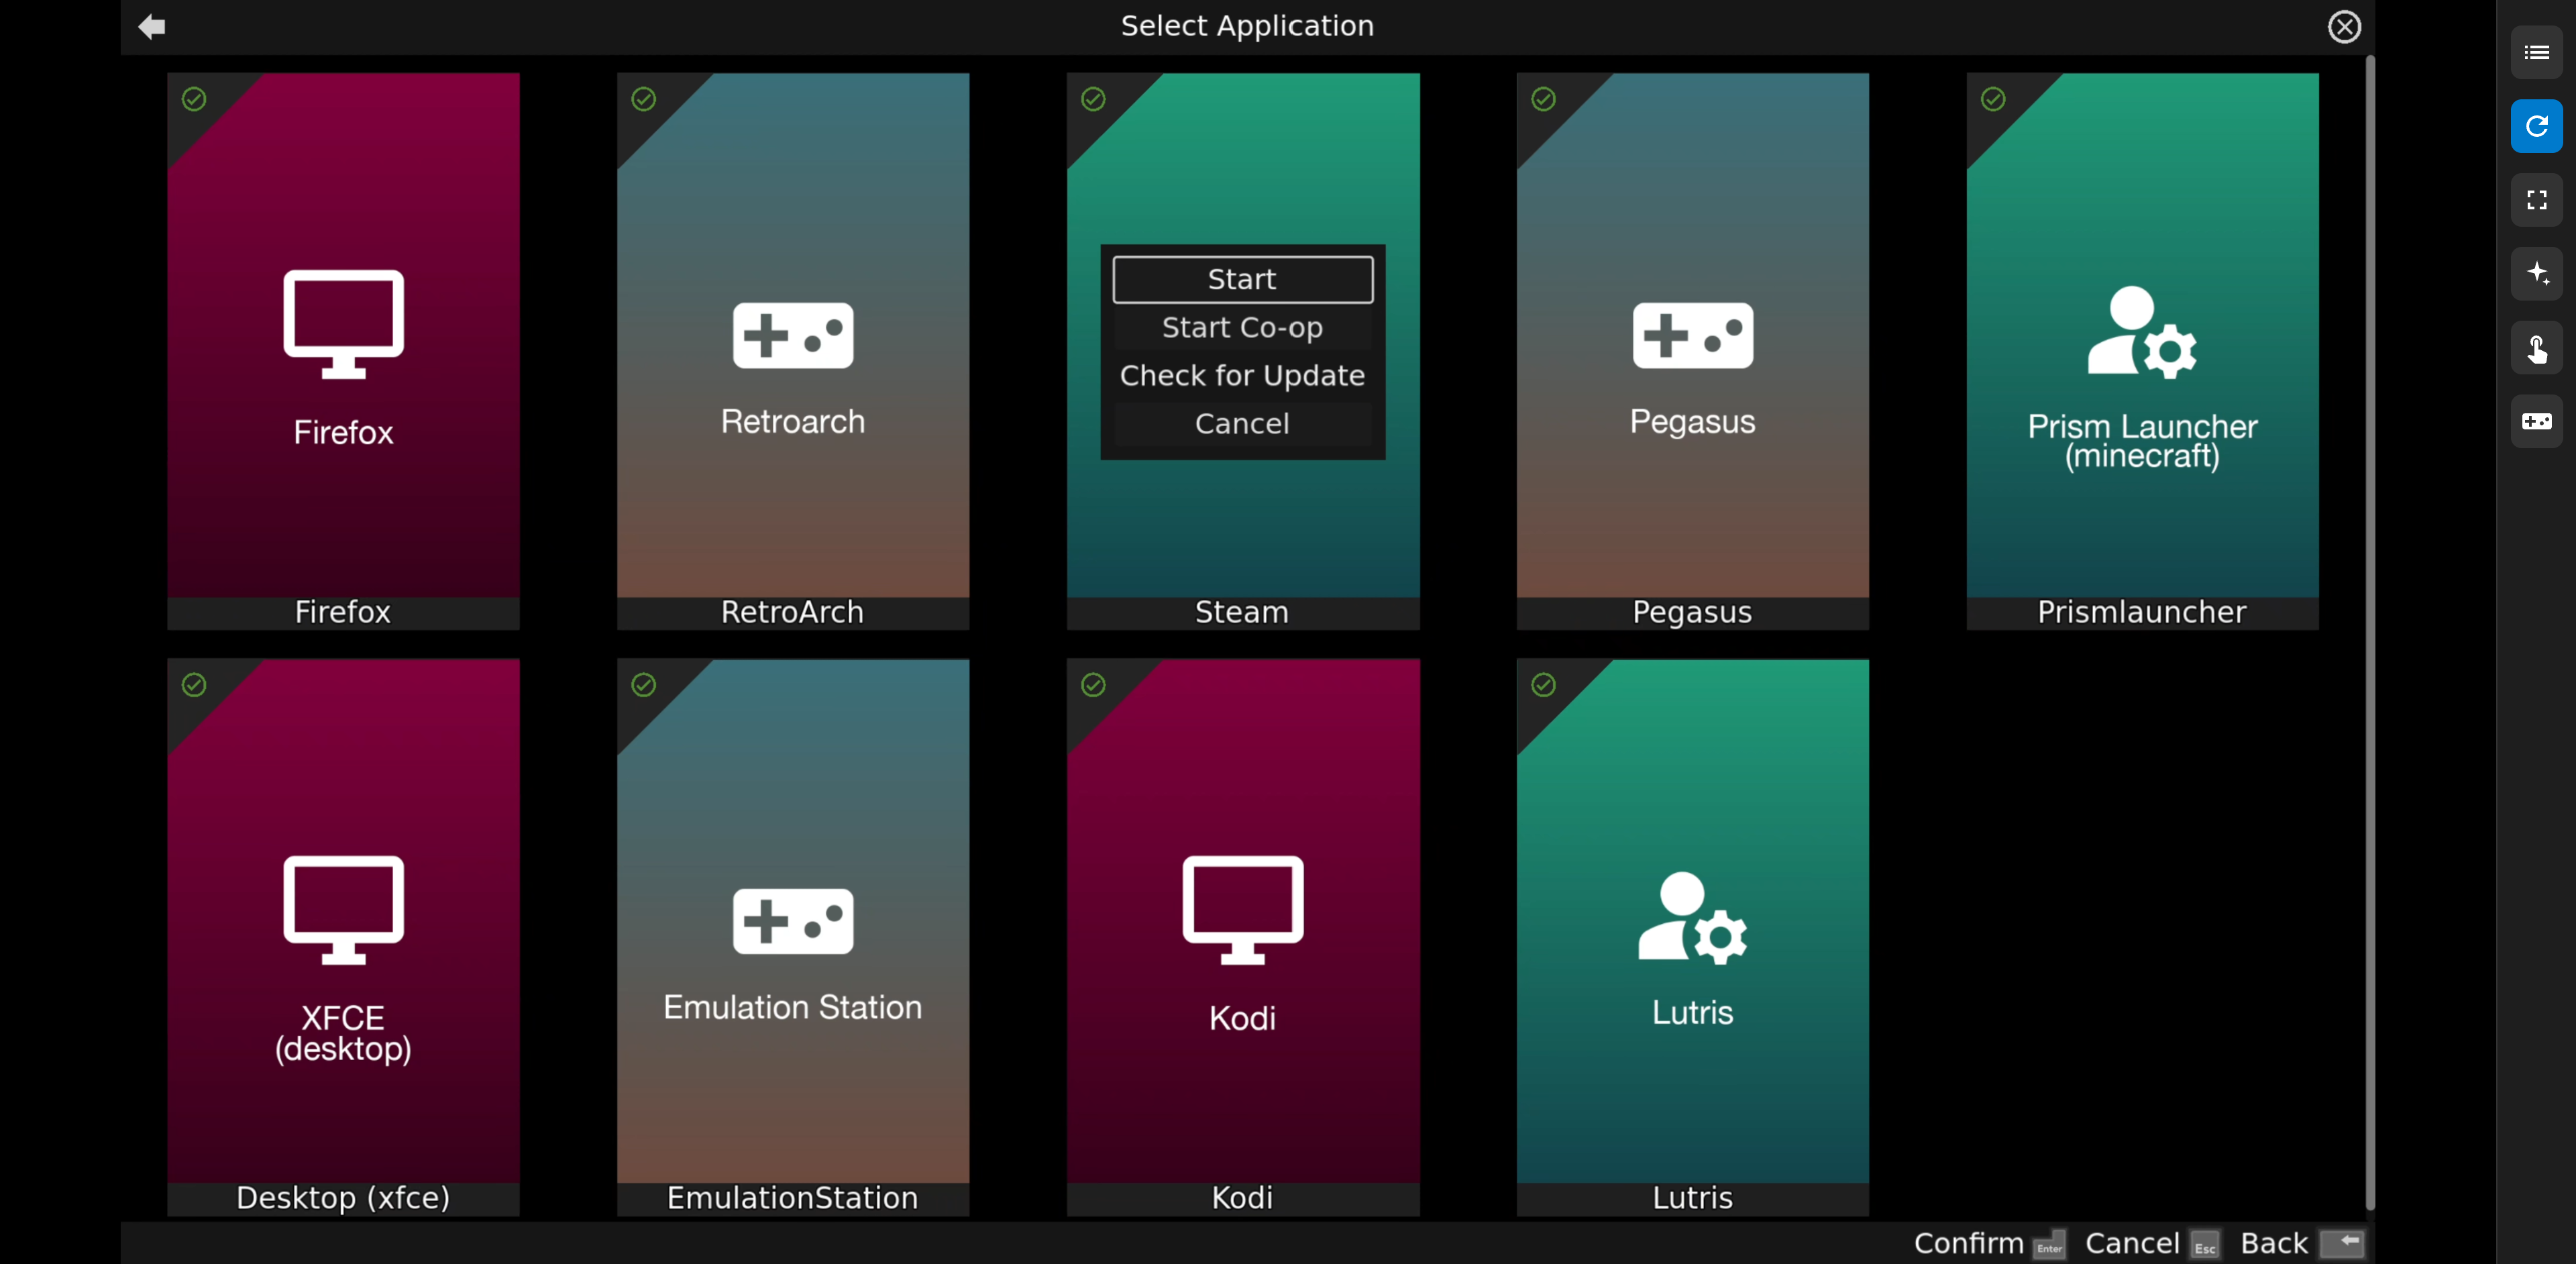 Select Application
Firefox
Firefox
Retroarch
RetroArch
Start
Start Co-op
Check for Update
Cancel
Steam
Pegasus
Pegasus
Prism Launcher
(minecraft)
Prismlauncher
XFCE
(desktop)
Desktop (xfce)
Emulation Station
EmulationStation
Kodi
Kodi
Lutris
Lutris
Confirm Enter Cancel Esc Back